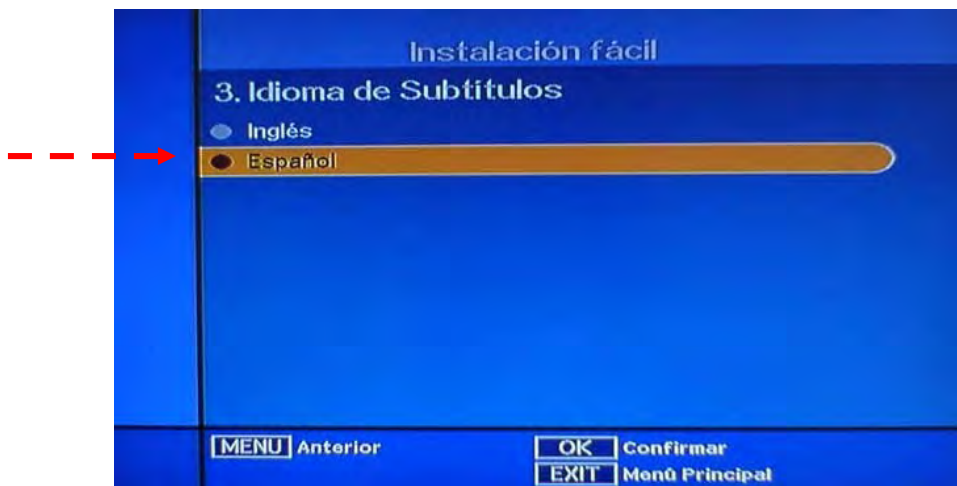 Instalación fácil
3. Idioma de Subtítulos
Inglés
Español
MENU Anterior
OK Confirmar
EXIT Menú Principal